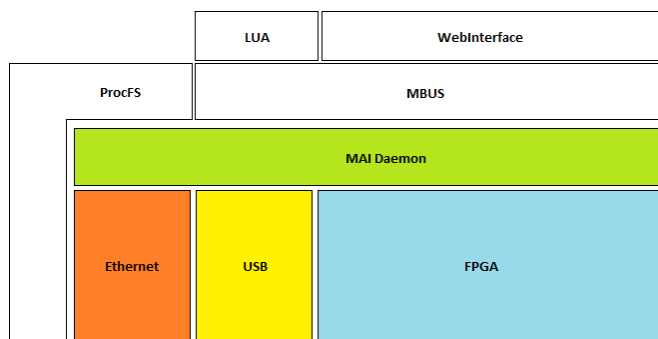 LUA
WebInterface
ProcFS
MBUS
MAI Daemon
Ethernet
USB
FPGA